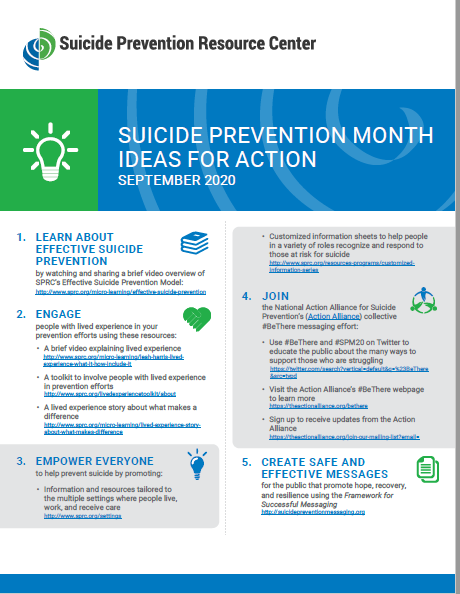 Suicide Prevention Resource Center
SUICIDE PREVENTION MONTH
IDEAS FOR ACTION
SEPTEMBER 2020
1. LEARN ABOUT
EFFECTIVE SUICIDE
PREVENTION
by watching and sharing a brief video overview of
SPRC's Effective Suicide Prevention Model:
http://www.sprc.org/micro-learning/effective-suicide-prevention
2. ENGAGE
people with lived experience in your
prevention efforts using these resources:
• A brief video explaining lived experience
http://www.sprc.org/micro-learning/leah-harris-lived-
experience-what-it-how-include-it
• A toolkit to involve people with lived experience
in prevention efforts
http://www.sprc.org/livedexperiencetoolkit/about
• A lived experience story about what makes a
difference
http://www.sprc.org/micro-learning/lived-experience-story-
about-what-makes-difference
3. EMPOWER EVERYONE
to help prevent suicide by promoting:
• Information and resources tailored to
the multiple settings where people live,
work, and receive care
http://www.sprc.org/settings
• Customized information sheets to help people
in a variety of roles recognize and respond to
those at risk for suicide
http://www.sprc.org/resources-programs/customized-
information-series
4. JOIN
the National Action Alliance for Suicide
Prevention's (Action Alliance) collective
#BeThere messaging effort:
• Use #BeThere and #SPM20 on Twitter to
educate the public about the many ways to
support those who are struggling
https://twitter.com/search?vertical=default&q=%23BeThere
&src=typd
• Visit the Action Alliance's #BeThere webpage
to learn more
https://theactionalliance.org/bethere
• Sign up to receive updates from the Action
Alliance
https://theactionalliance.org/join-our-mailing-list?email=
5. CREATE SAFE AND
EFFECTIVE MESSAGES
for the public that promote hope, recovery,
and resilience using the Framework for
Successful Messaging
http://suicidepreventionmessaging.org